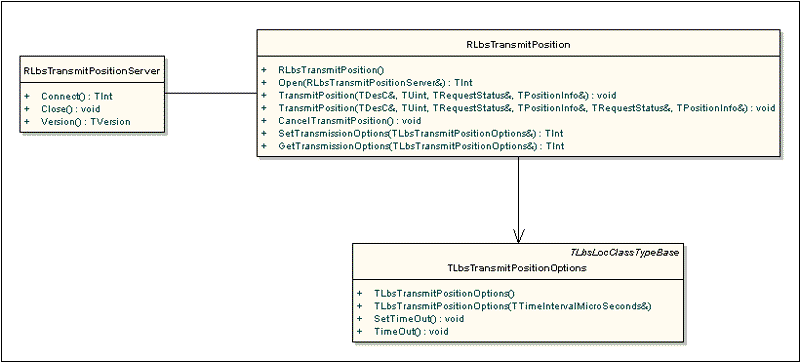 RLbsTransmitPositionServer
+ Connect() : TInt
+ Close() : void
+ Version() : TVersion
RLbsTransmitPosition
+ RLbsTransmitPosition()
+ Open(RLbsTransmitPositionServer&) : TInt
+ TransmitPosition(TDesC&, TUint, TRequestStatus&, TPositionInfo&) : void
+ TransmitPosition(TDesC&, TUint, TRequestStatus&, TPositionInfo&, TRequestStatus&, TPositionInfo&) : void
+ CancelTransmitPosition() : void
+ SetTransmissionOptions(TLbsTransmitPositionOptions&) : TInt
+ GetTransmissionOptions(TLbsTransmitPositionOptions&) : TInt
TLbsLocClassTypeBase
TLbsTransmitPositionOptions
+ TLbsTransmitPositionOptions()
+ TLbsTransmitPositionOptions(TTimeIntervalMicroSeconds&)
+ SetTimeOut() : void
+ TimeOut() : void